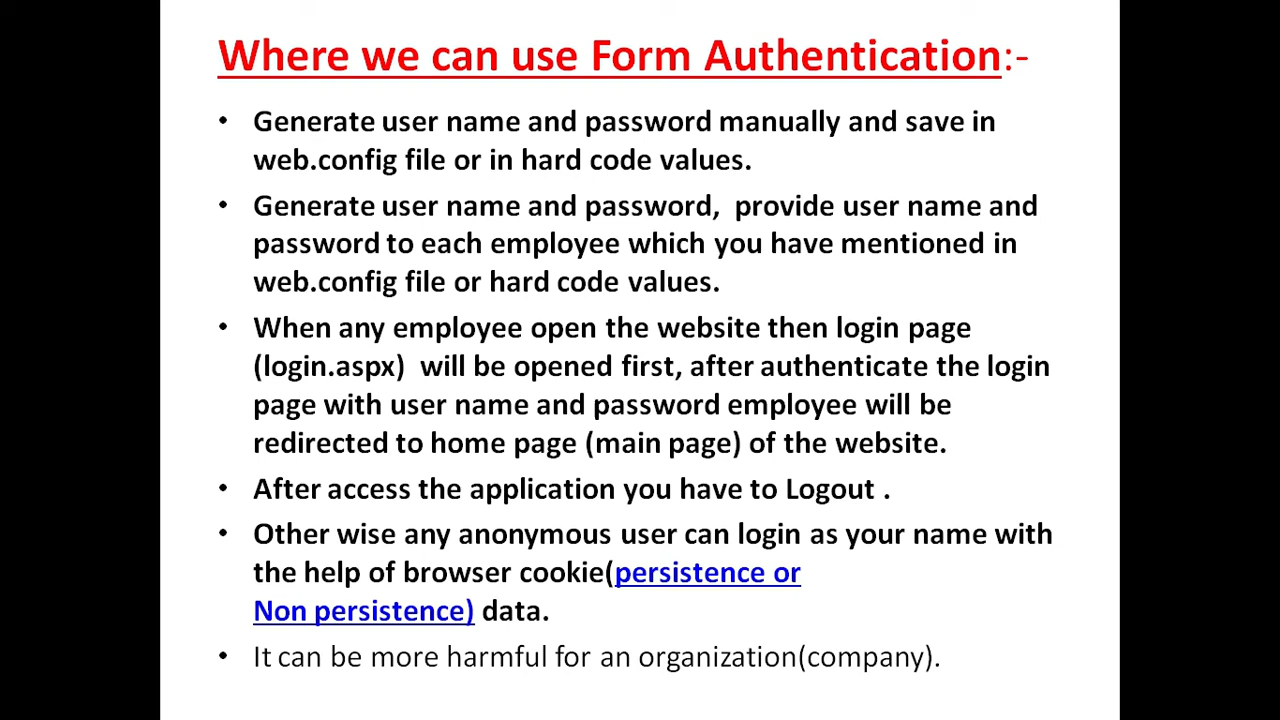 Where we can use Form Authentication:-
• Generate user name and password manually and save in
web.config file or in hard code values.
• Generate user name and password,  provide user name and
password to each employee which you have mentioned in
web.config file or hard code values.
• When any employee open the website then login page
(login.aspx)  will be opened first, after authenticate the login
page with user name and password employee will be
redirected to home page (main page) of the website.
• After access the application you have to Logout .
• Other wise any anonymous user can login as your name with
the help of browser cookie(persistence or
Non persistence) data.
• It can be more harmful for an organization(company).